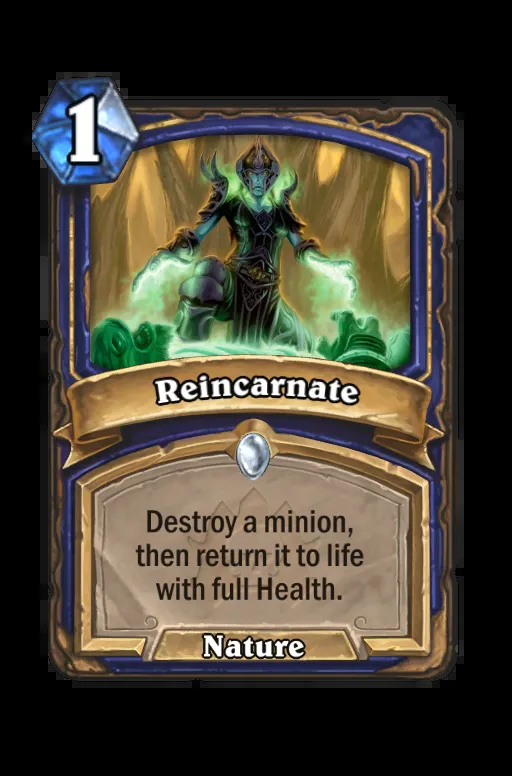 1
Reincarnate
Destroy a minion,
then return it to life
with full Health.
Nature